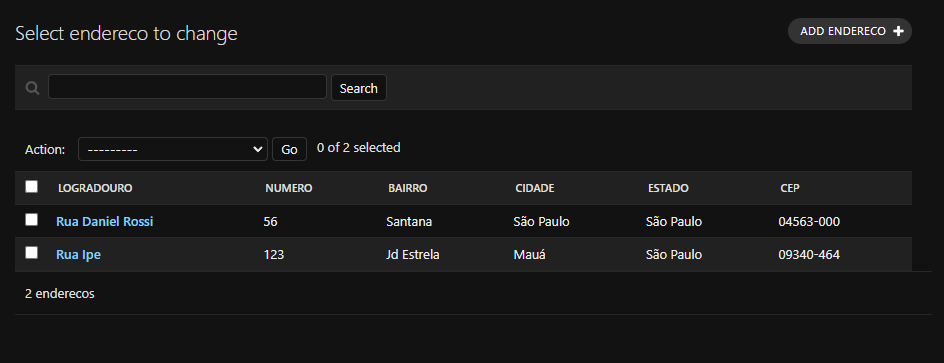 Select endereco to change
ADD ENDERECO +
Search
Action: --------- Go 0 of 2 selected
LOGRADOURO NUMERO BAIRRO CIDADE ESTADO CEP
Rua Daniel Rossi 56 Santana São Paulo São Paulo 04563-000
Rua Ipe 123 Jd Estrela Mauá São Paulo 09340-464
2 enderecos